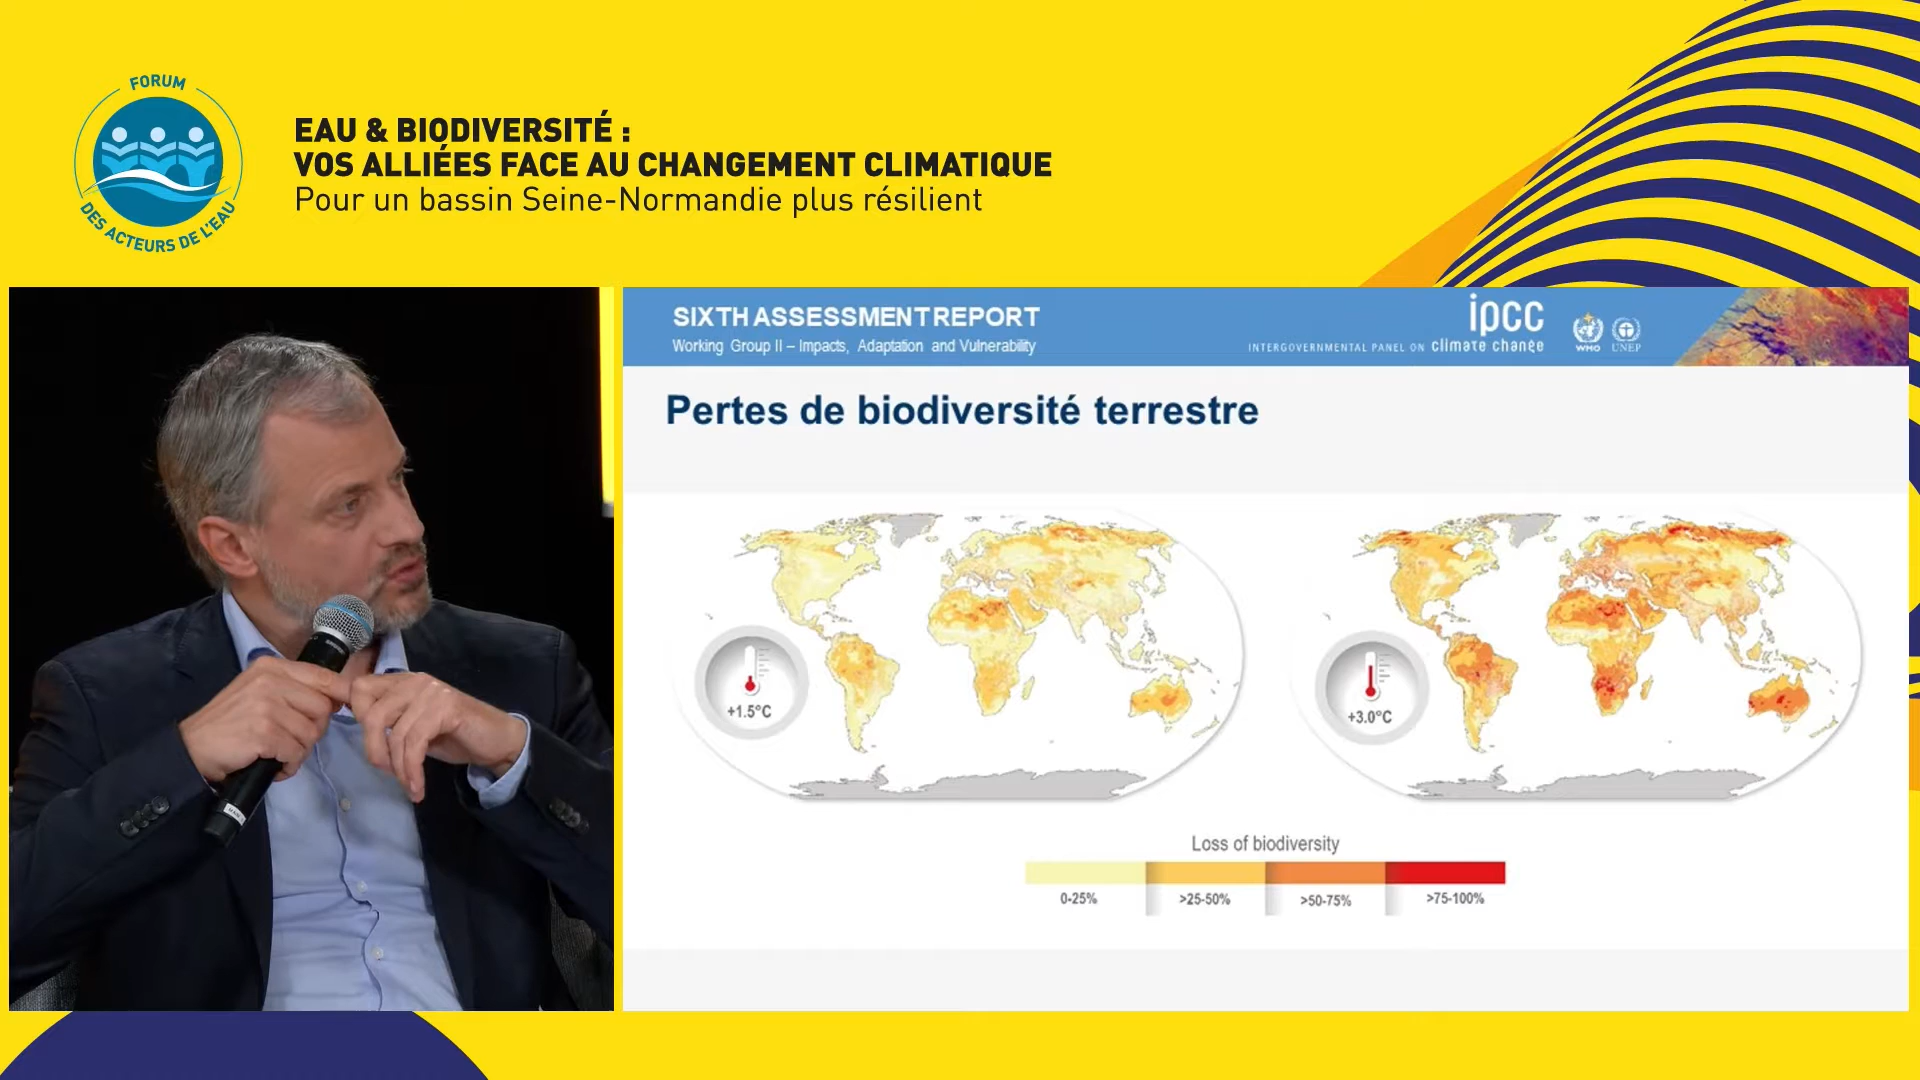 FORUM
DES ACTEURS DE L'EAU
EAU & BIODIVERSITÉ :
VOS ALLIÉES FACE AU CHANGEMENT CLIMATIQUE
Pour un bassin Seine-Normandie plus résilient
SIXTH ASSESSMENT REPORT
Working Group II – Impacts, Adaptation and Vulnerability
ipcc
INTERGOVERNMENTAL PANEL ON climate change
WMO UNEP
Pertes de biodiversité terrestre
+1.5°C
+3.0°C
Loss of biodiversity
0-25% >25-50% >50-75% >75-100%